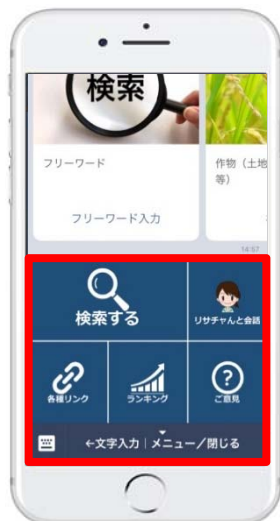 検索
フリーワード
作物（土地
等）
フリーワード入力
14:57
検索する
リサチャンと会話
各種リンク
ランキング
ご意見
←文字入力｜メニュー／閉じる